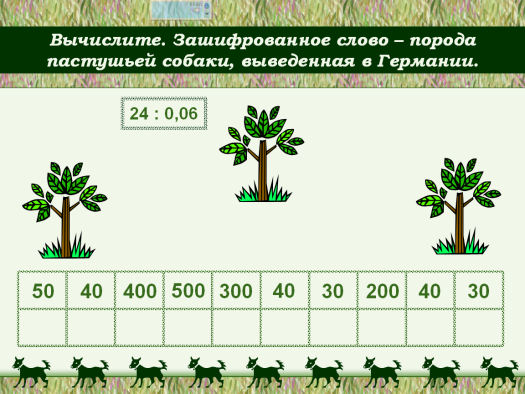 Вычислите. Зашифрованное слово – порода
пастушьей собаки, выведенная в Германии.
24 : 0,06
50 40 400 500 300 40 30 200 40 30